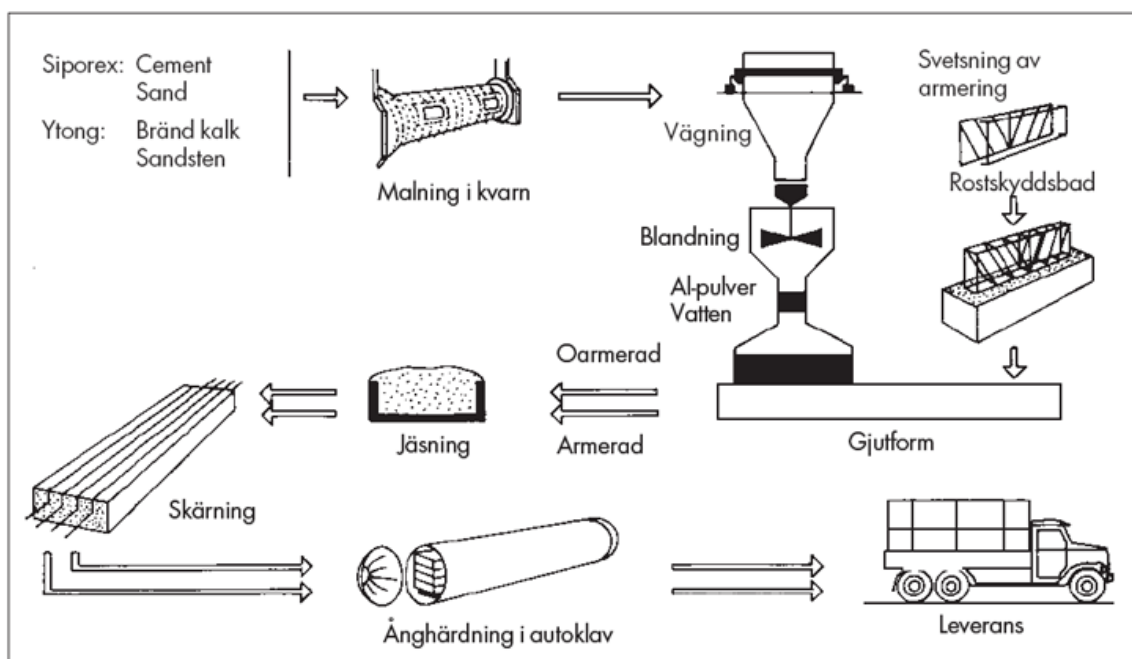 Siporex: Cement
Sand
Ytong: Bränd kalk
Sandsten
Malning i kvarn
Vägning
Svetsning av
armering
Rostskyddsbad
Blandning
Al-pulver
Vatten
Oarmerad
Armerad
Gjutform
Jäsning
Skärning
Ånghärdning i autoklav
Leverans